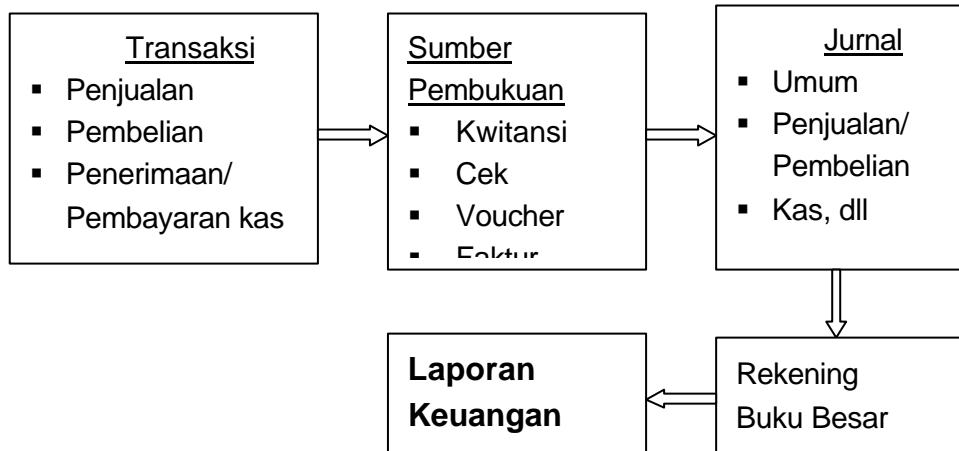 Transaksi
▪ Penjualan
▪ Pembelian
▪ Penerimaan/
Pembayaran kas
Sumber
Pembukuan
▪ Kwitansi
▪ Cek
▪ Voucher
▪ Faktur
Jurnal
▪ Umum
▪ Penjualan/
Pembelian
▪ Kas, dll
Rekening
Buku Besar
Laporan
Keuangan